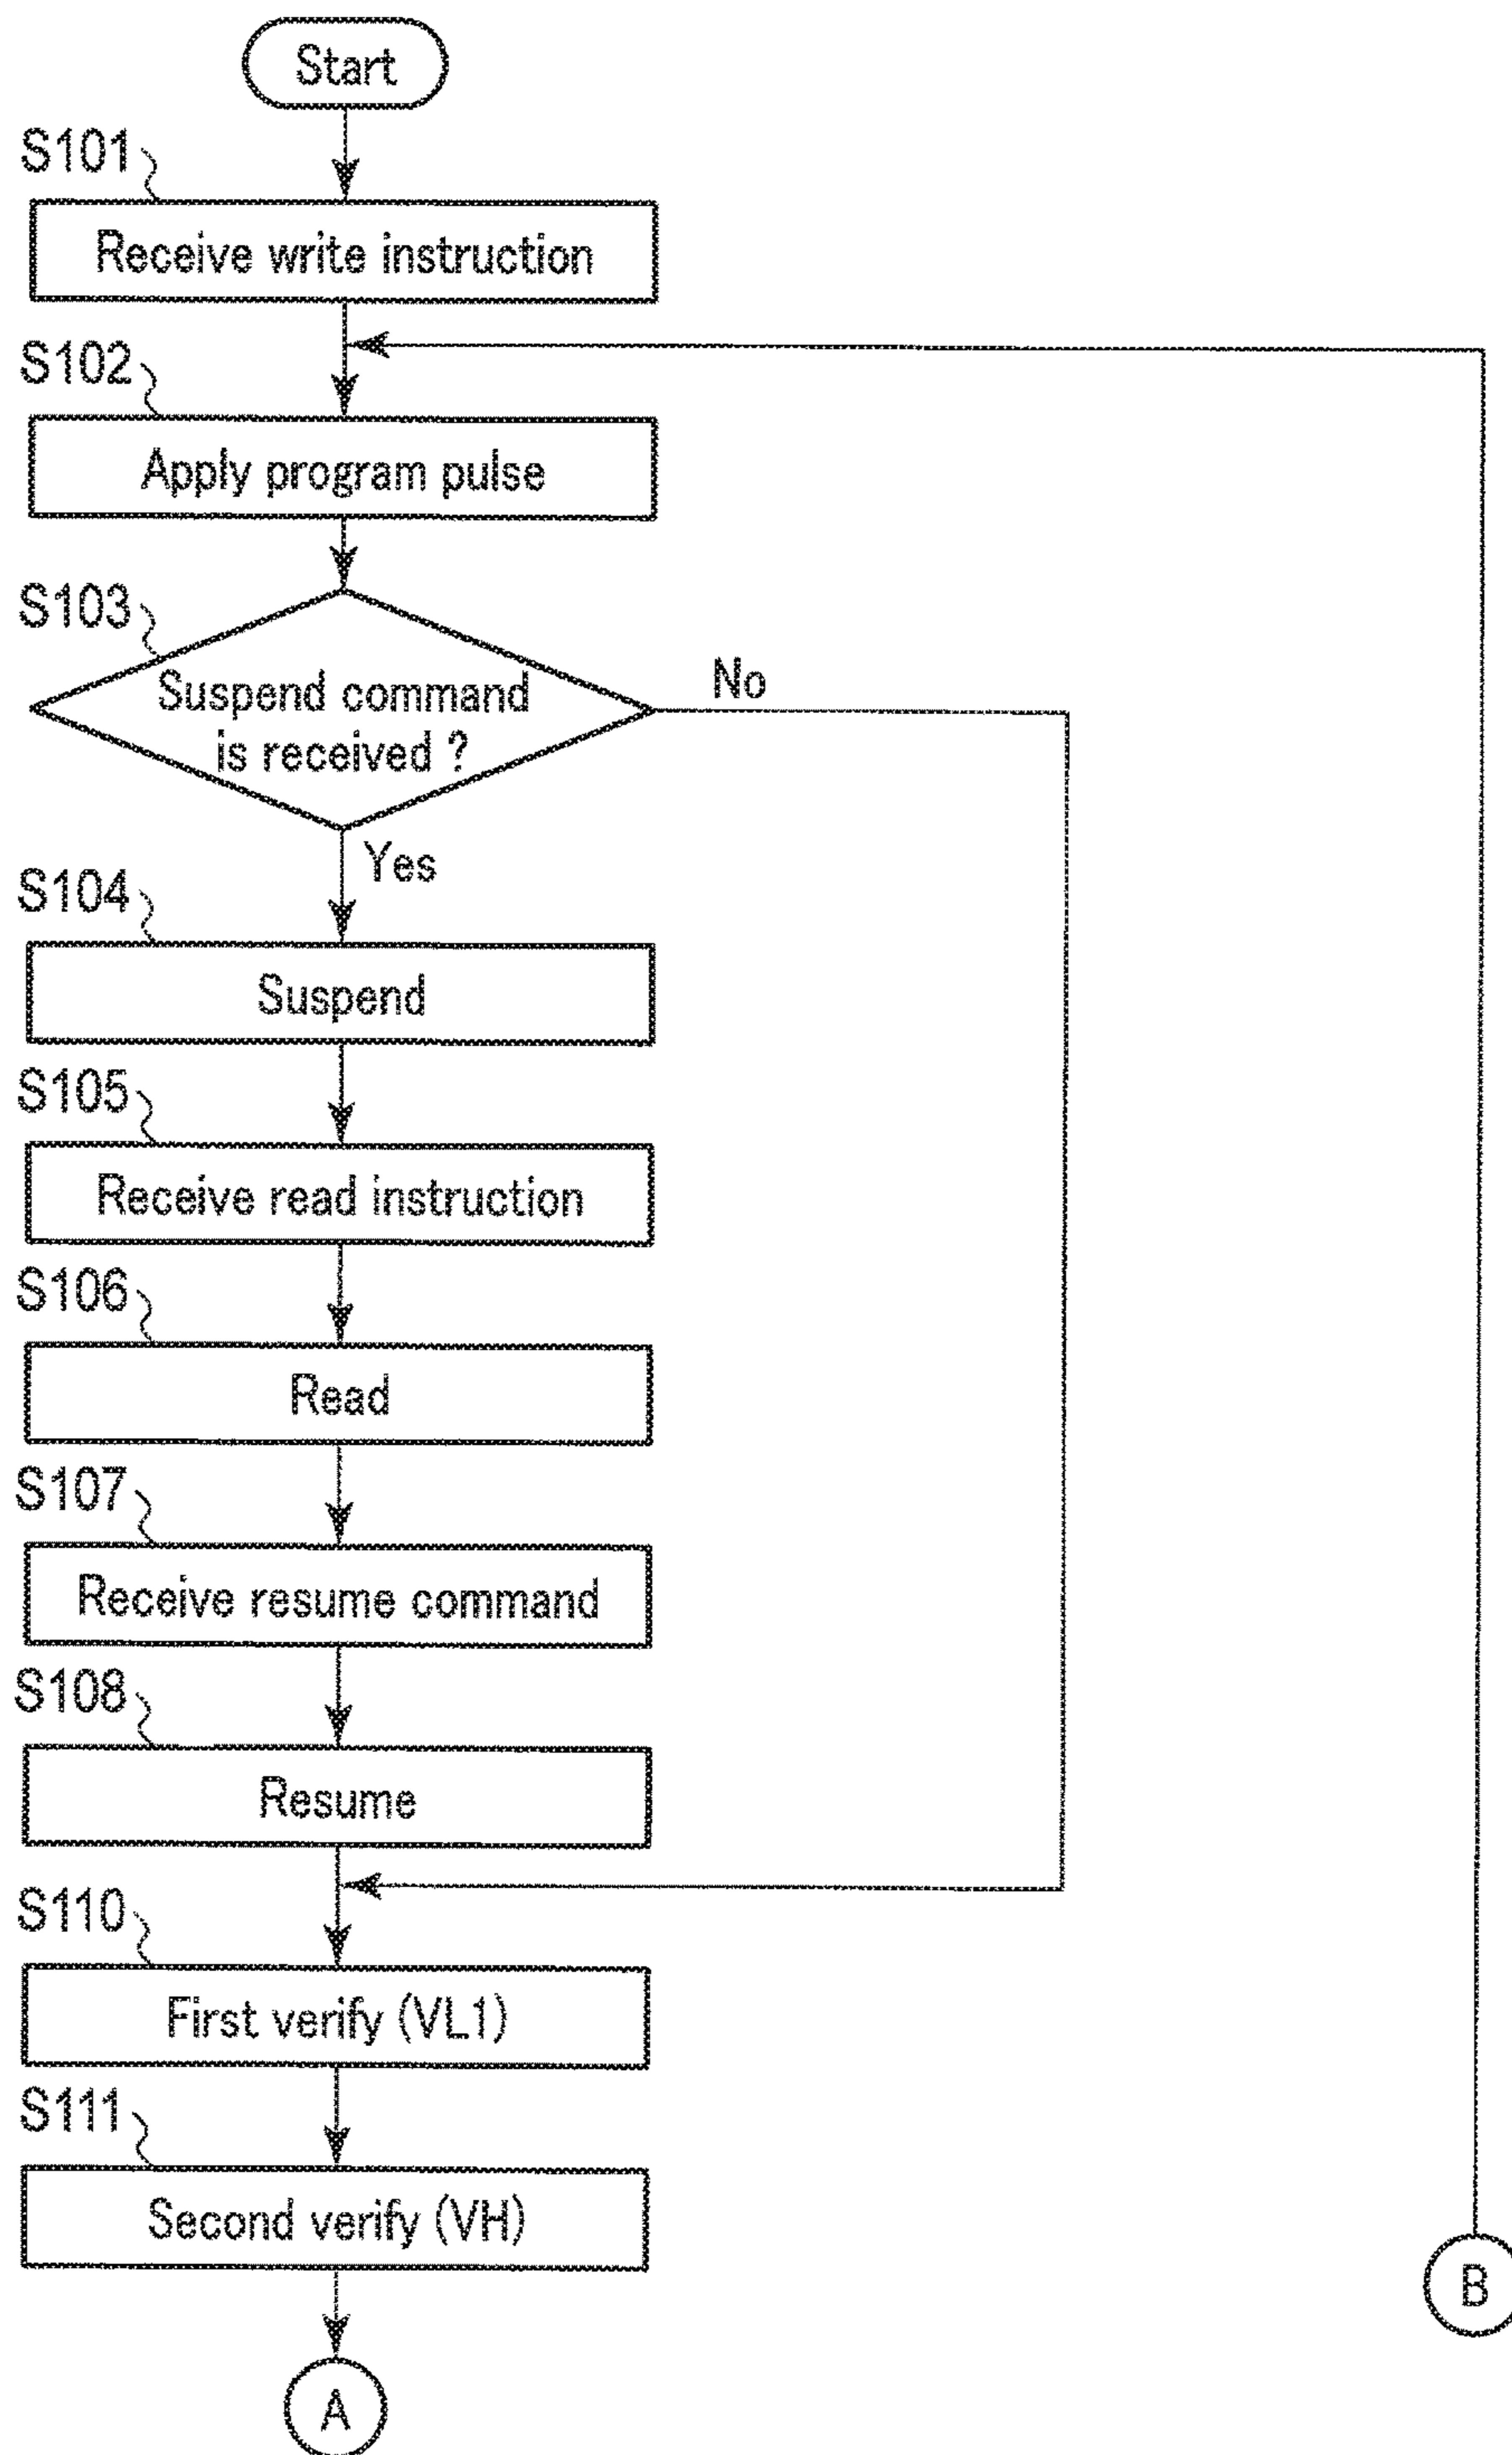 Start
S101
Receive write instruction
S102
Apply program pulse
S103
Suspend command
is received ?
No
Yes
S104
Suspend
S105
Receive read instruction
S106
Read
S107
Receive resume command
S108
Resume
S110
First verify (VL1)
S111
Second verify (VH)
B
A